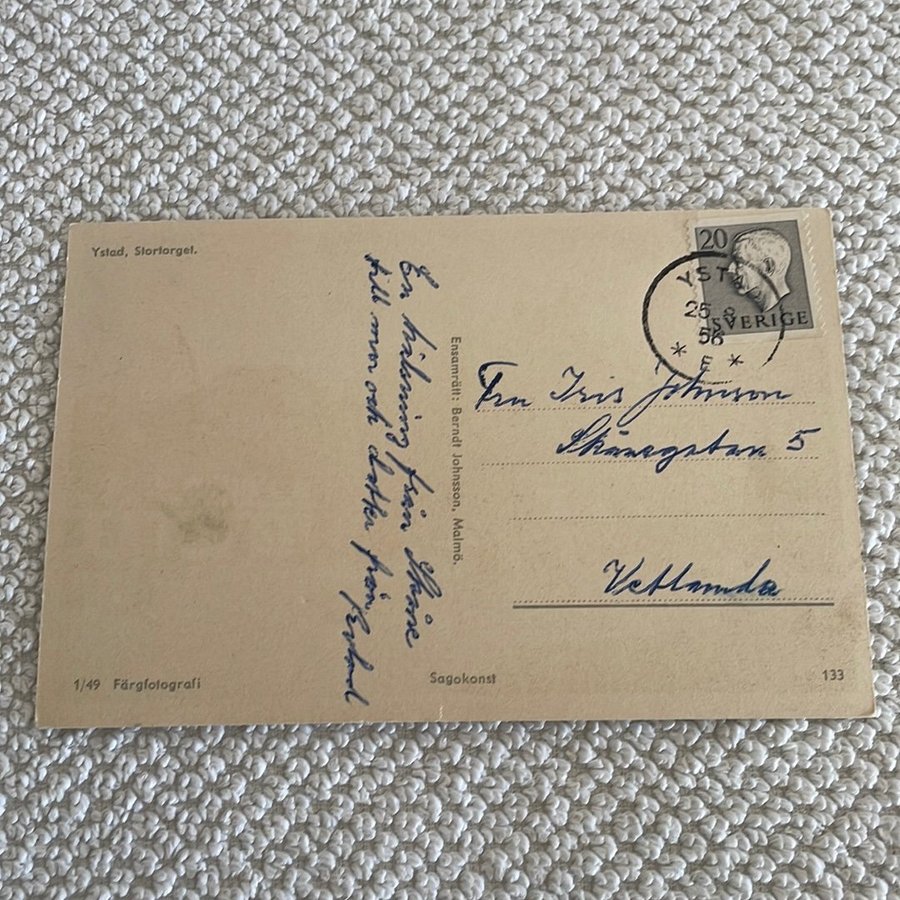 Ystad, Stortorget.
En hälsning från Skåne
till mor och dotter från
Ensamrätt: Berndt Johnsson, Malmö.
20
SVERIGE
YSTAD
25 8
56
Fru Iris Johnson
Skånegatan 5
Vetlanda
1/49 Färgfotografi
Sagokonst
133